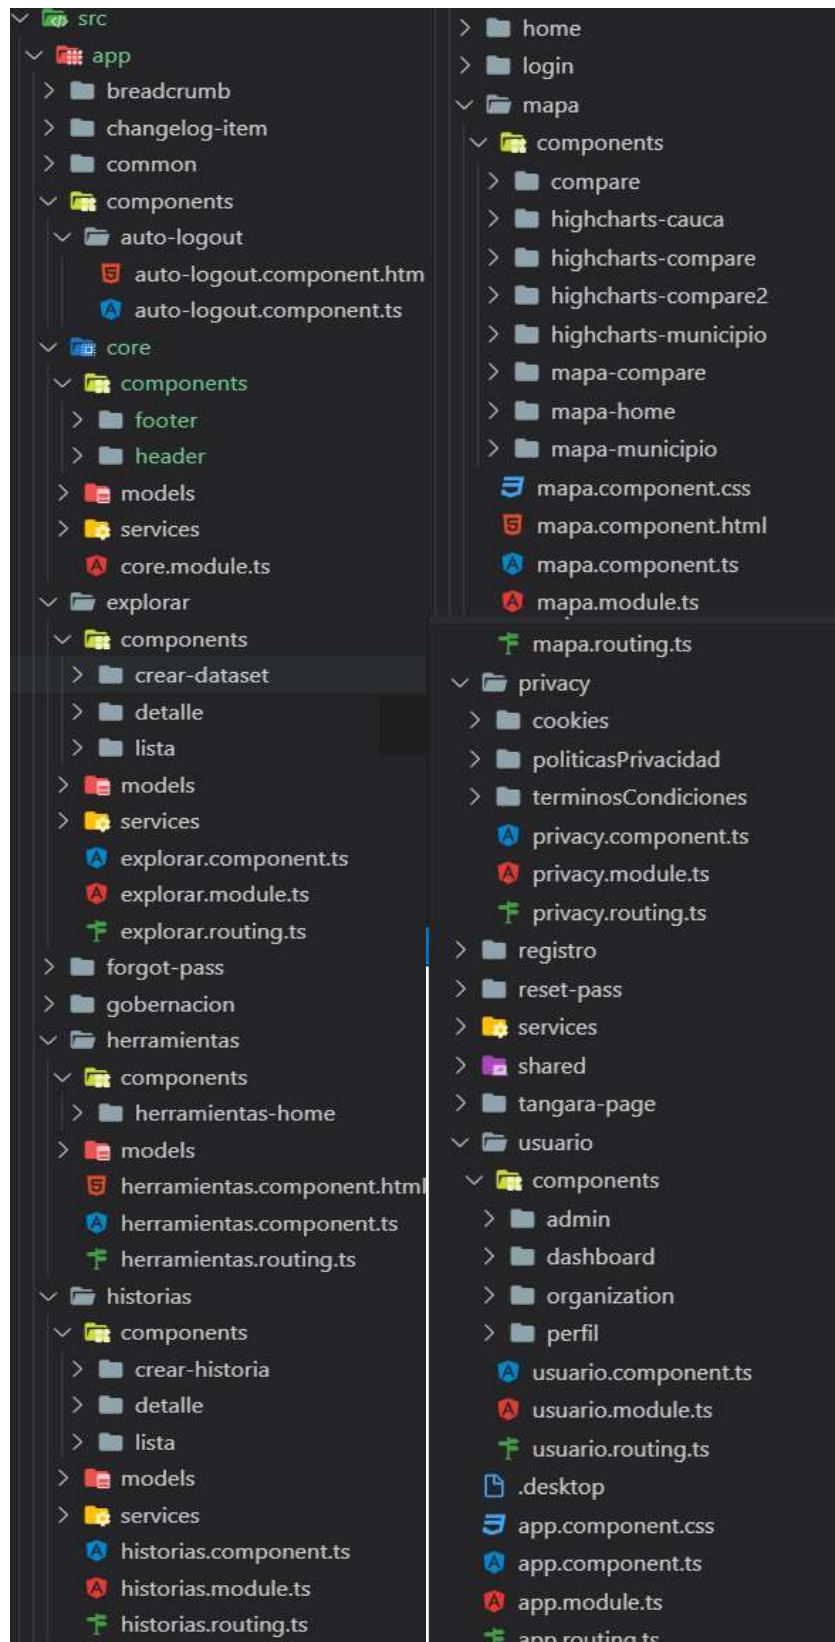 src
app
breadcrumb
changelog-item
common
components
auto-logout
auto-logout.component.htm
auto-logout.component.ts
core
components
footer
header
models
services
core.module.ts
explorar
components
crear-dataset
detalle
lista
models
services
explorar.component.ts
explorar.module.ts
explorar.routing.ts
forgot-pass
gobernacion
herramientas
components
herramientas-home
models
herramientas.component.html
herramientas.component.ts
herramientas.routing.ts
historias
components
crear-historia
detalle
lista
models
services
historias.component.ts
historias.module.ts
historias.routing.ts
home
login
mapa
components
compare
highcharts-cauca
highcharts-compare
highcharts-compare2
highcharts-municipio
mapa-compare
mapa-home
mapa-municipio
mapa.component.css
mapa.component.html
mapa.component.ts
mapa.module.ts
mapa.routing.ts
privacy
cookies
politicasPrivacidad
terminosCondiciones
privacy.component.ts
privacy.module.ts
privacy.routing.ts
registro
reset-pass
services
shared
tangara-page
usuario
components
admin
dashboard
organization
perfil
usuario.component.ts
usuario.module.ts
usuario.routing.ts
.desktop
app.component.css
app.component.ts
app.module.ts
app.routing.ts